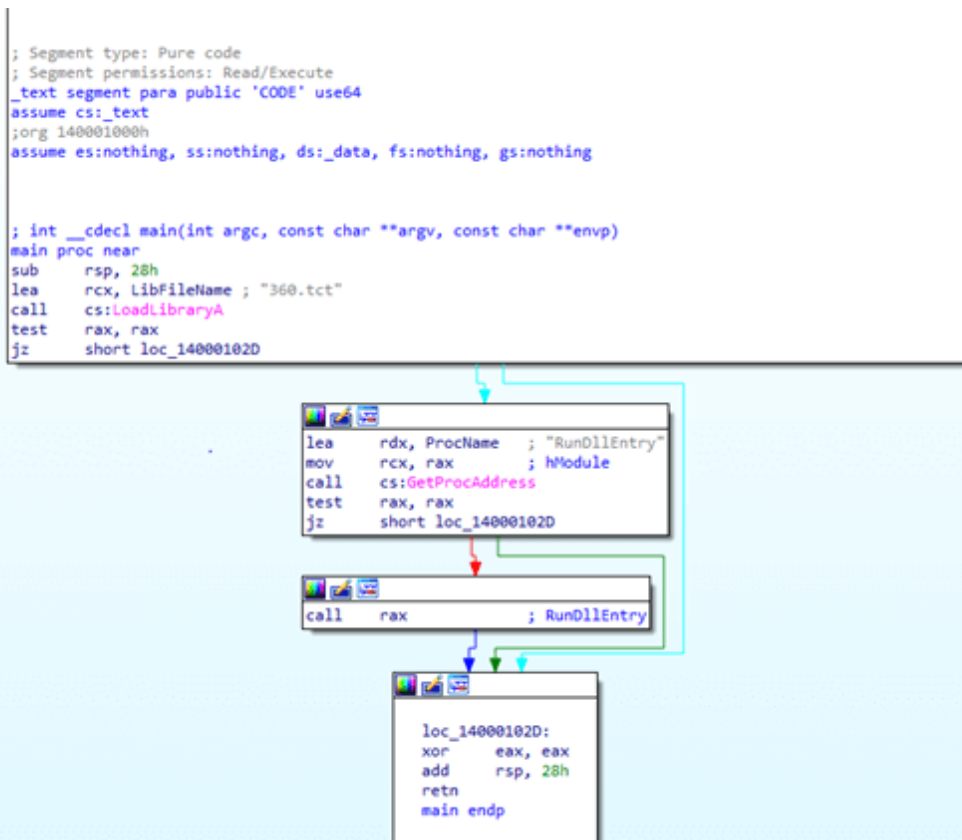 ; Segment type: Pure code
; Segment permissions: Read/Execute
_text segment para public 'CODE' use64
assume cs:_text
;org 140001000h
assume es:nothing, ss:nothing, ds:_data, fs:nothing, gs:nothing
; int __cdecl main(int argc, const char **argv, const char **envp)
main proc near
sub rsp, 28h
lea rcx, LibFileName ; "360.tct"
call cs:LoadLibraryA
test rax, rax
jz short loc_14000102D
lea rdx, ProcName ; "RunDllEntry"
mov rcx, rax ; hModule
call cs:GetProcAddress
test rax, rax
jz short loc_14000102D
call rax ; RunDllEntry
loc_14000102D:
xor eax, eax
add rsp, 28h
retn
main endp